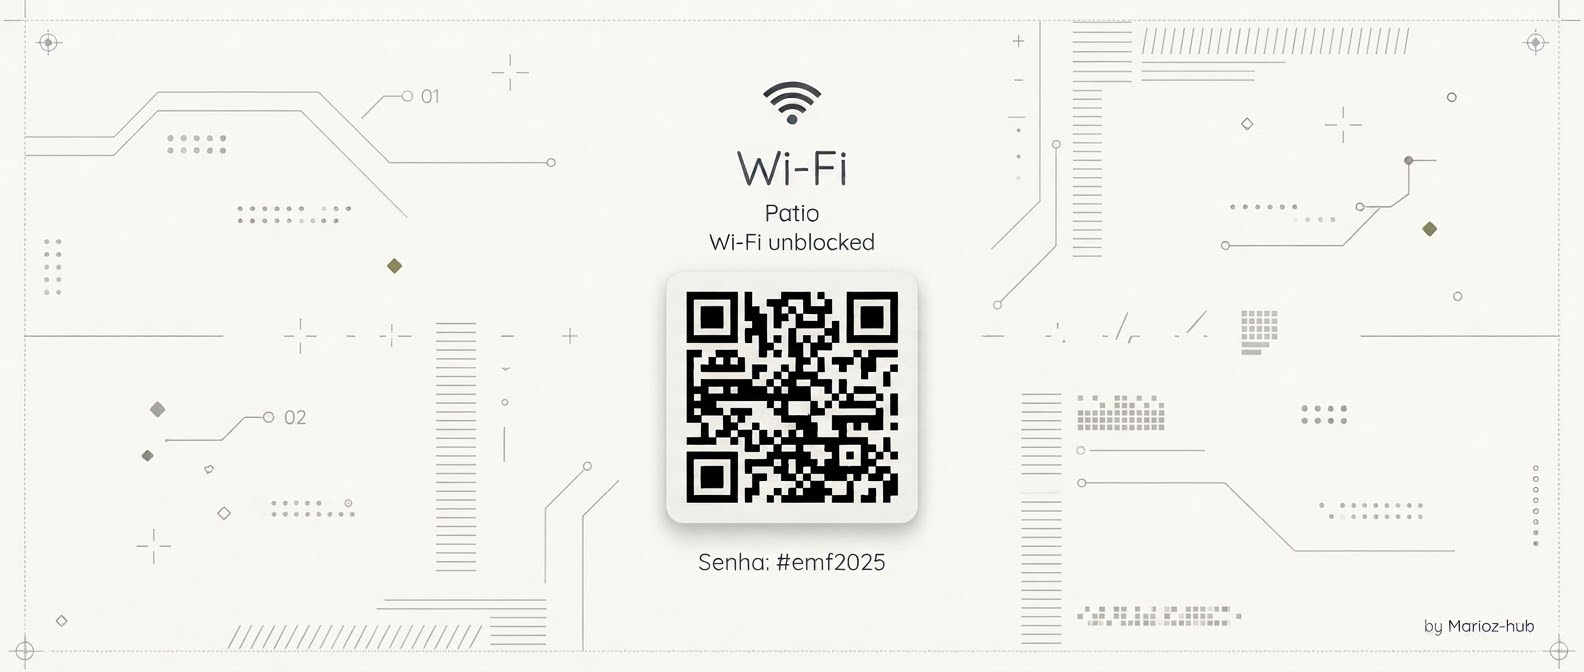 01
Wi-Fi
Patio
Wi-Fi unblocked
02
Senha: #emf2025
by Marioz-hub